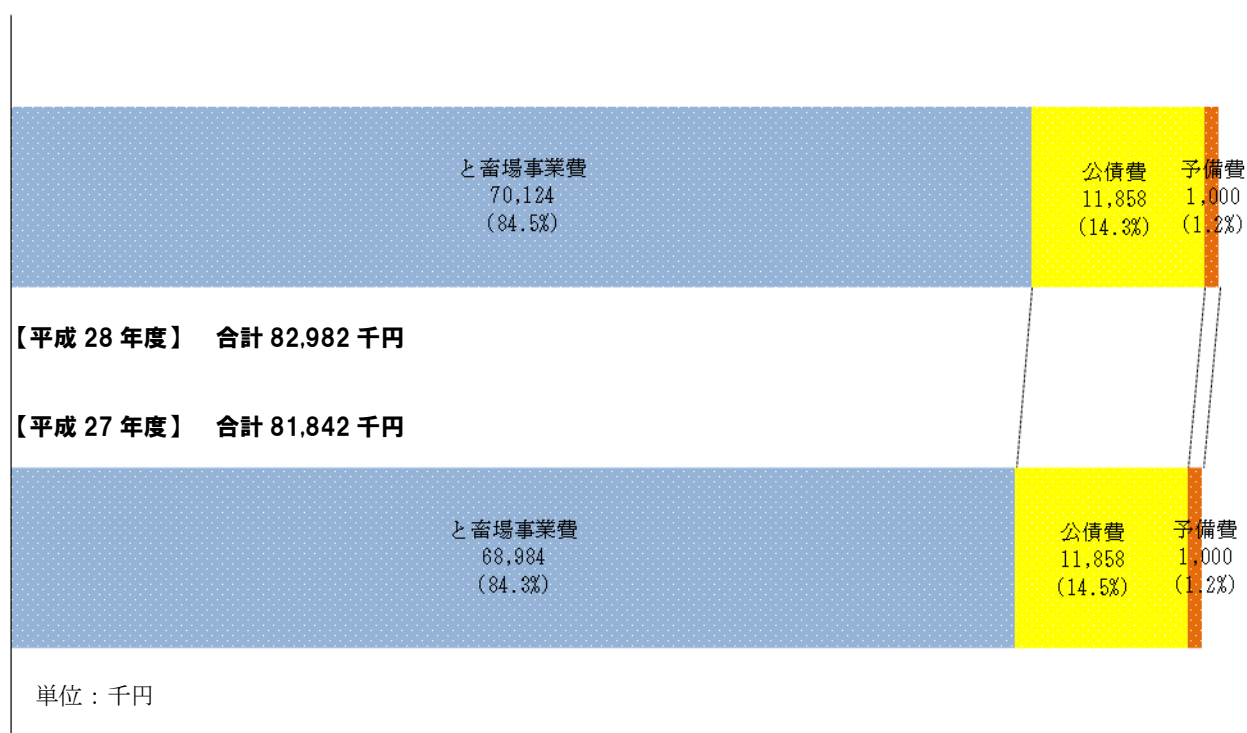 と畜場事業費
70,124
(84.5%)
公債費
11,858
(14.3%)
予備費
1,000
(1.2%)
【平成 28 年度】 合計 82,982 千円
【平成 27 年度】 合計 81,842 千円
と畜場事業費
68,984
(84.3%)
公債費
11,858
(14.5%)
予備費
1,000
(1.2%)
単位：千円